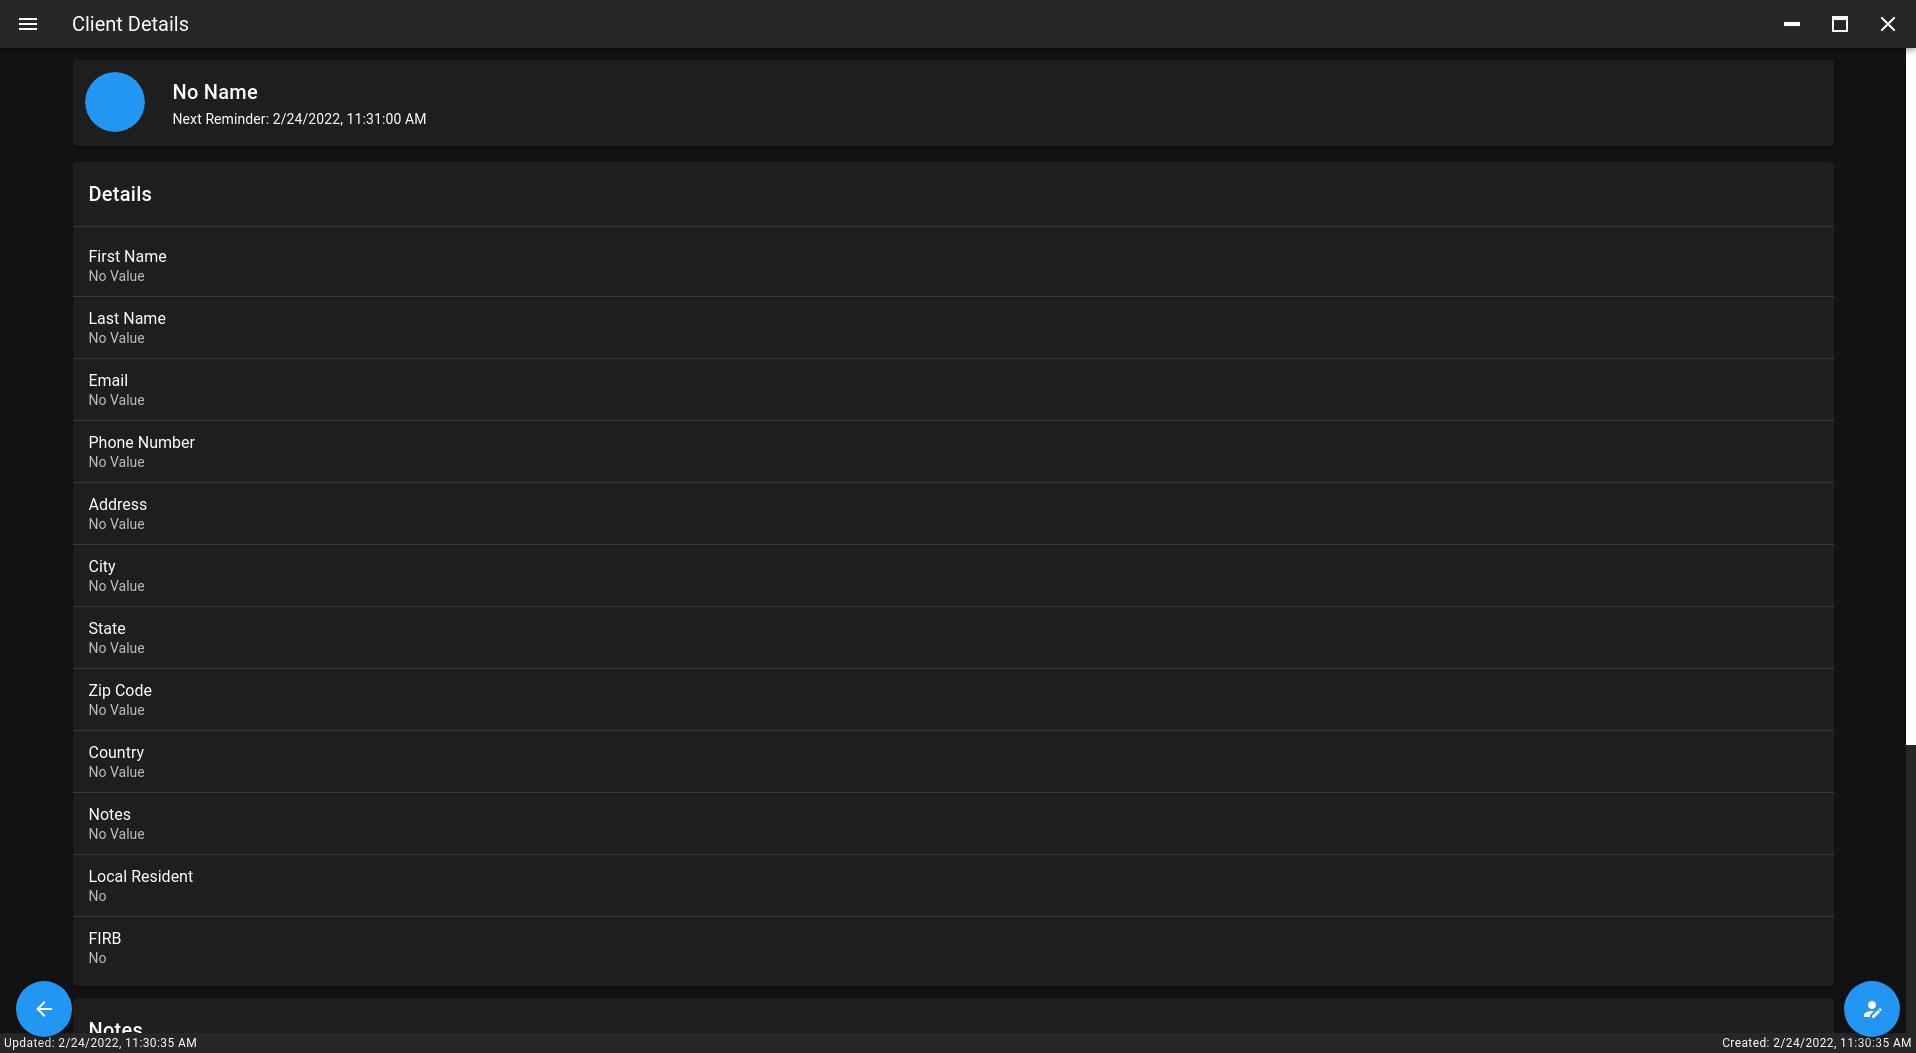 Client Details
No Name
Next Reminder: 2/24/2022, 11:31:00 AM
Details
First Name
No Value
Last Name
No Value
Email
No Value
Phone Number
No Value
Address
No Value
City
No Value
State
No Value
Zip Code
No Value
Country
No Value
Notes
No Value
Local Resident
No
FIRB
No
Notes
Updated: 2/24/2022, 11:30:35 AM
Created: 2/24/2022, 11:30:35 AM